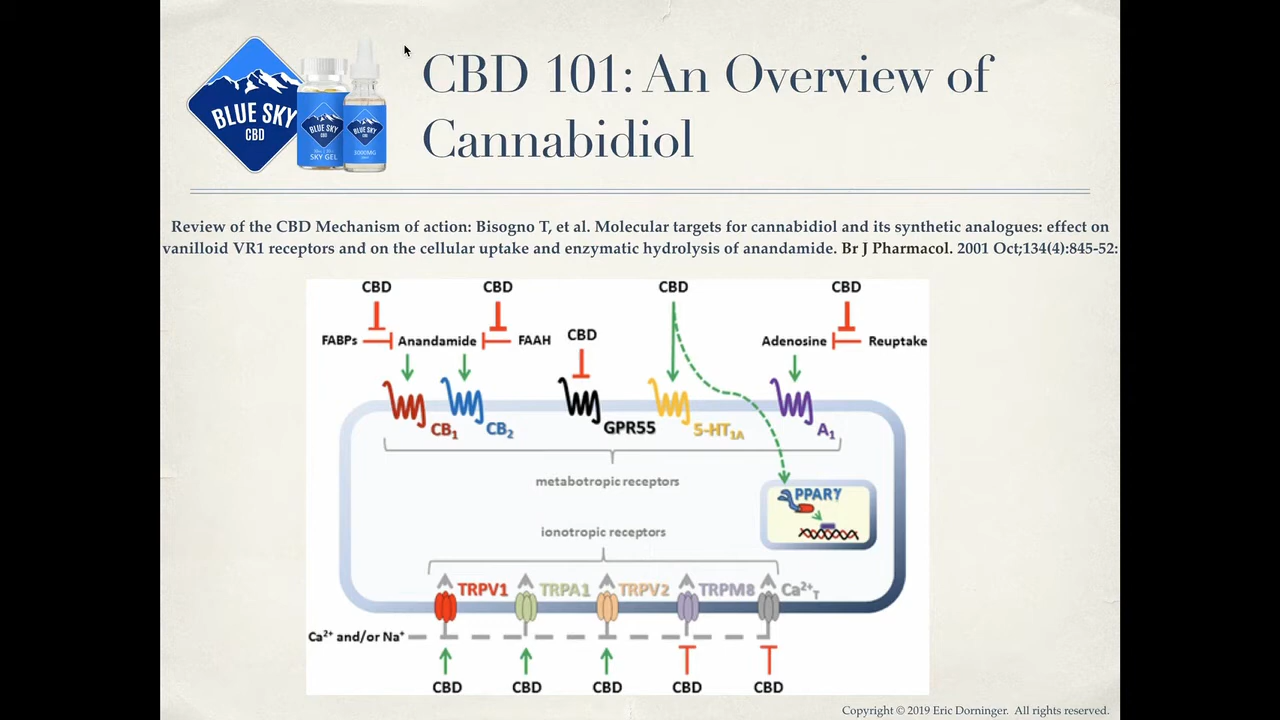 CBD 101: An Overview of
Cannabidiol
BLUE SKY
CBD
BLUE SKY
CBD
SKY GEL
BLUE SKY
CBD
3000MG
Review of the CBD Mechanism of action: Bisogno T, et al. Molecular targets for cannabidiol and its synthetic analogues: effect on
vanilloid VR1 receptors and on the cellular uptake and enzymatic hydrolysis of anandamide. Br J Pharmacol. 2001 Oct;134(4):845-52:
CBD CBD CBD CBD
FABPs Anandamide FAAH CBD Adenosine Reuptake
CB1 CB2 GPR55 5-HT1A A1
metabotropic receptors
PPARγ
ionotropic receptors
TRPV1 TRPA1 TRPV2 TRPM8 Ca2+T
Ca2+ and/or Na+
CBD CBD CBD CBD CBD
Copyright © 2019 Eric Dorninger. All rights reserved.